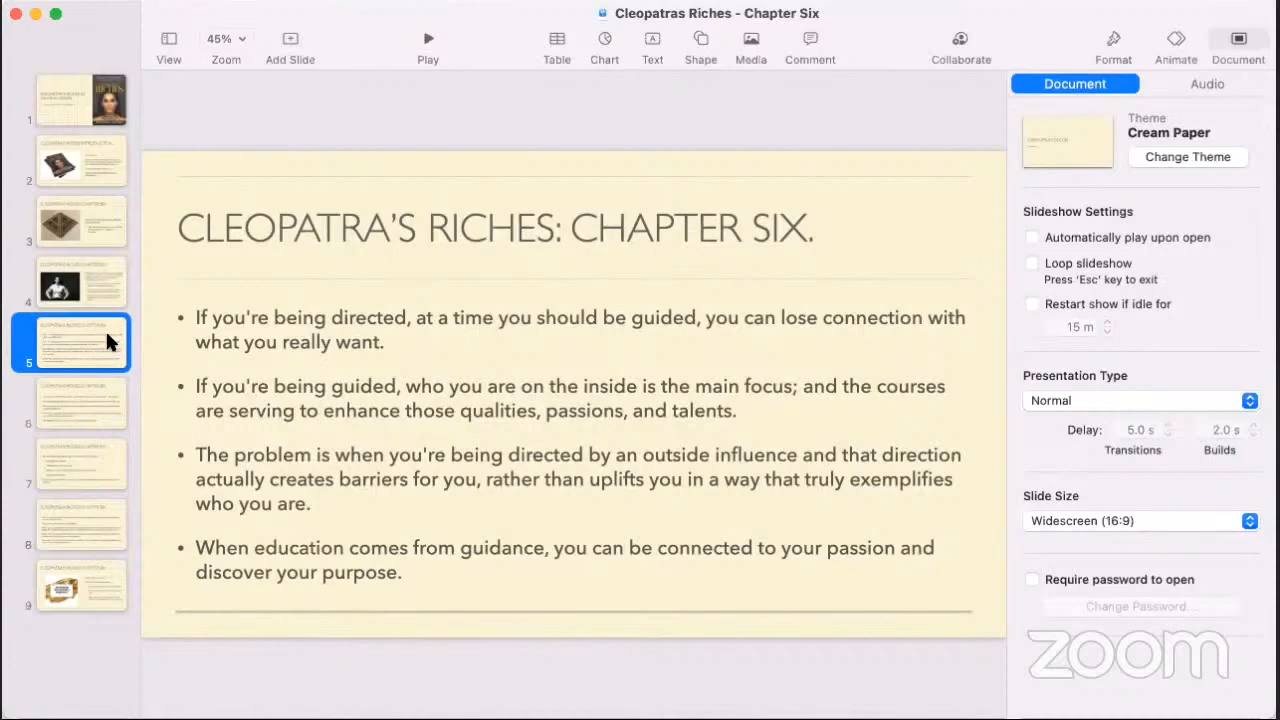 Cleopatras Riches - Chapter Six
View
45%
Zoom
Add Slide
Play
Table
Chart
Text
Shape
Media
Comment
Collaborate
Format
Animate
Document
Document
Audio
Theme
Cream Paper
Change Theme
Slideshow Settings
Automatically play upon open
Loop slideshow
Press 'Esc' key to exit
Restart show if idle for
15 m
Presentation Type
Normal
Delay:
5.0 s
2.0 s
Transitions
Builds
Slide Size
Widescreen (16:9)
Require password to open
Change Password...
zoom
1
2
3
4
5
6
7
8
9
RICHES
CLEOPATRA'S RICHES: CHAPTER SIX.
• If you're being directed, at a time you should be guided, you can lose connection with
what you really want.
• If you're being guided, who you are on the inside is the main focus; and the courses
are serving to enhance those qualities, passions, and talents.
• The problem is when you're being directed by an outside influence and that direction
actually creates barriers for you, rather than uplifts you in a way that truly exemplifies
who you are.
• When education comes from guidance, you can be connected to your passion and
discover your purpose.